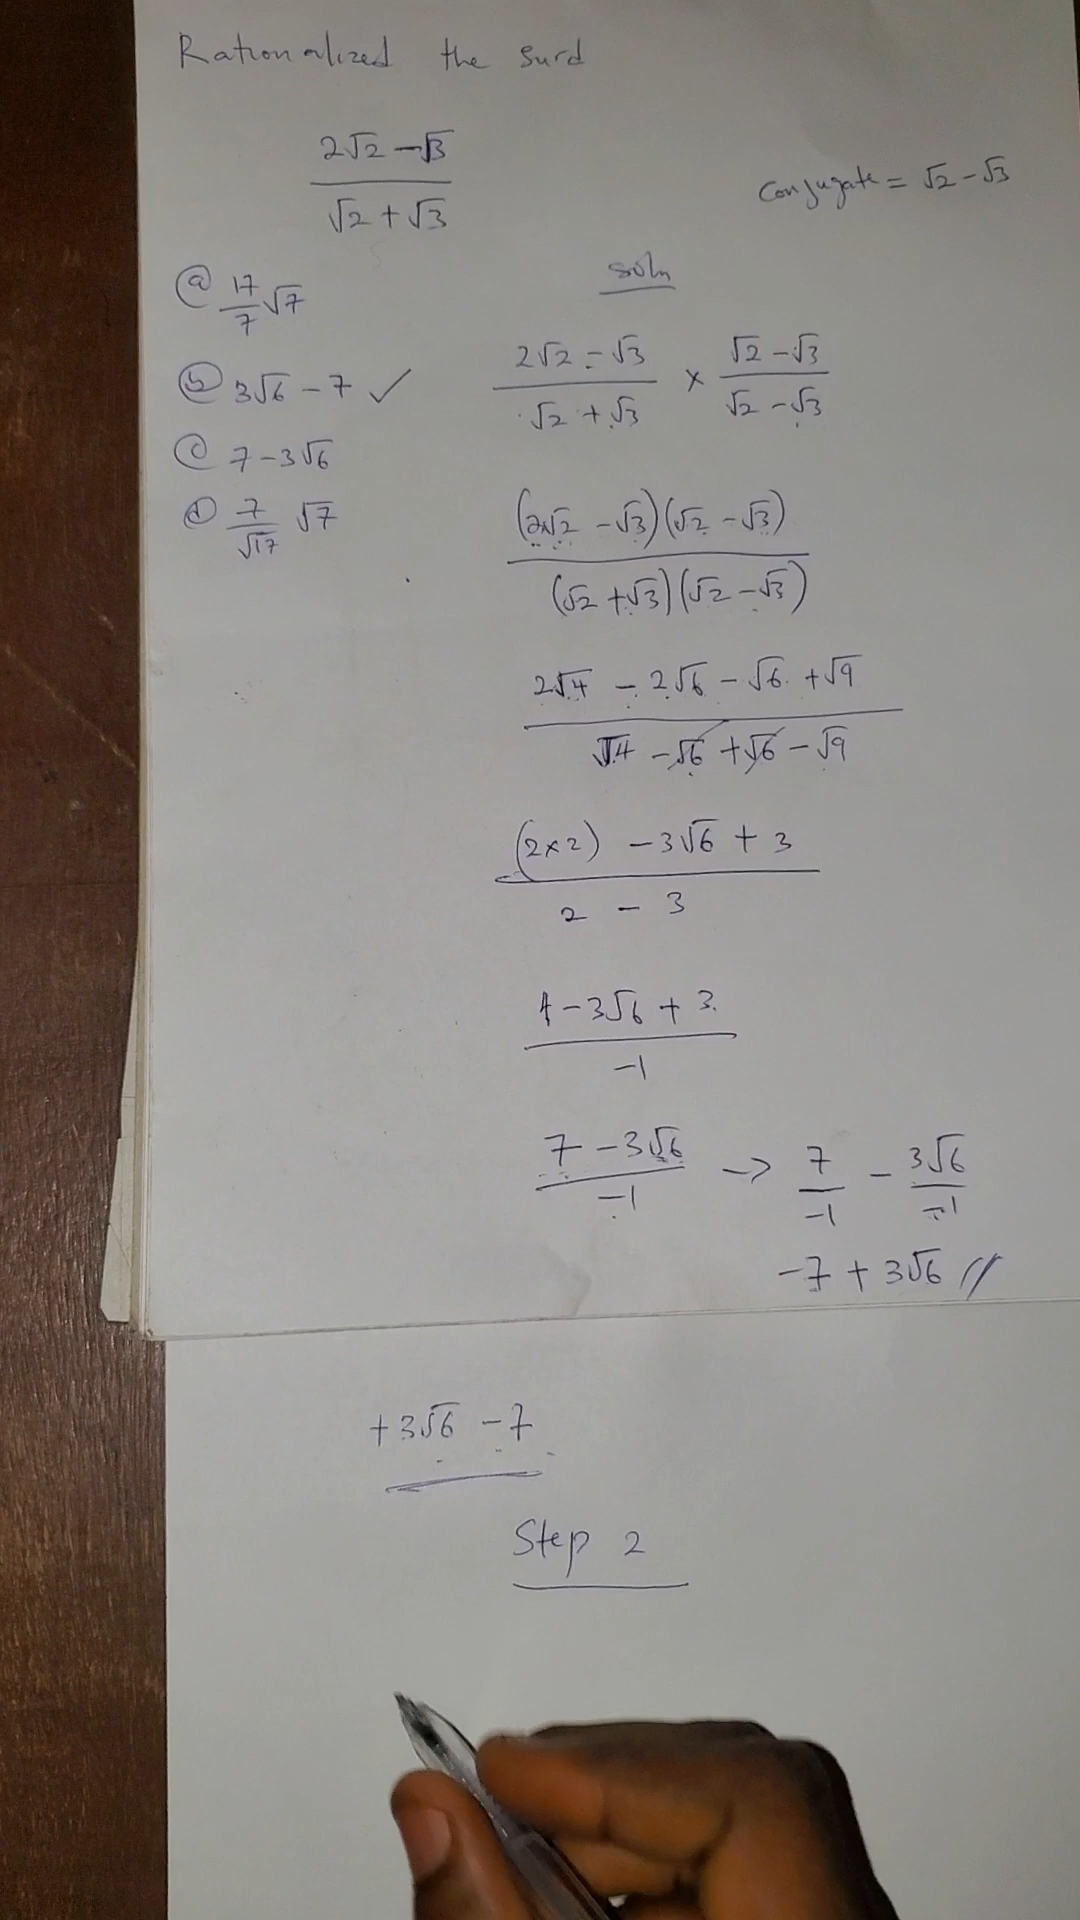 Rationalized the surd
2√2 - √3 / √2 + √3
Conjugate = √2 - √3
(a) 17/7 √7
(b) 3√6 - 7 ✓
(c) 7 - 3√6
(d) 7/√17 √7
soln
2√2 - √3 / √2 + √3 × √2 - √3 / √2 - √3
(2√2 - √3)(√2 - √3) / (√2 + √3)(√2 - √3)
2√4 - 2√6 - √6 + √9 / √4 - √6 + √6 - √9
(2×2) - 3√6 + 3 / 2 - 3
4 - 3√6 + 3 / -1
7 - 3√6 / -1 → 7/-1 - 3√6/-1
-7 + 3√6 //
+3√6 - 7
Step 2